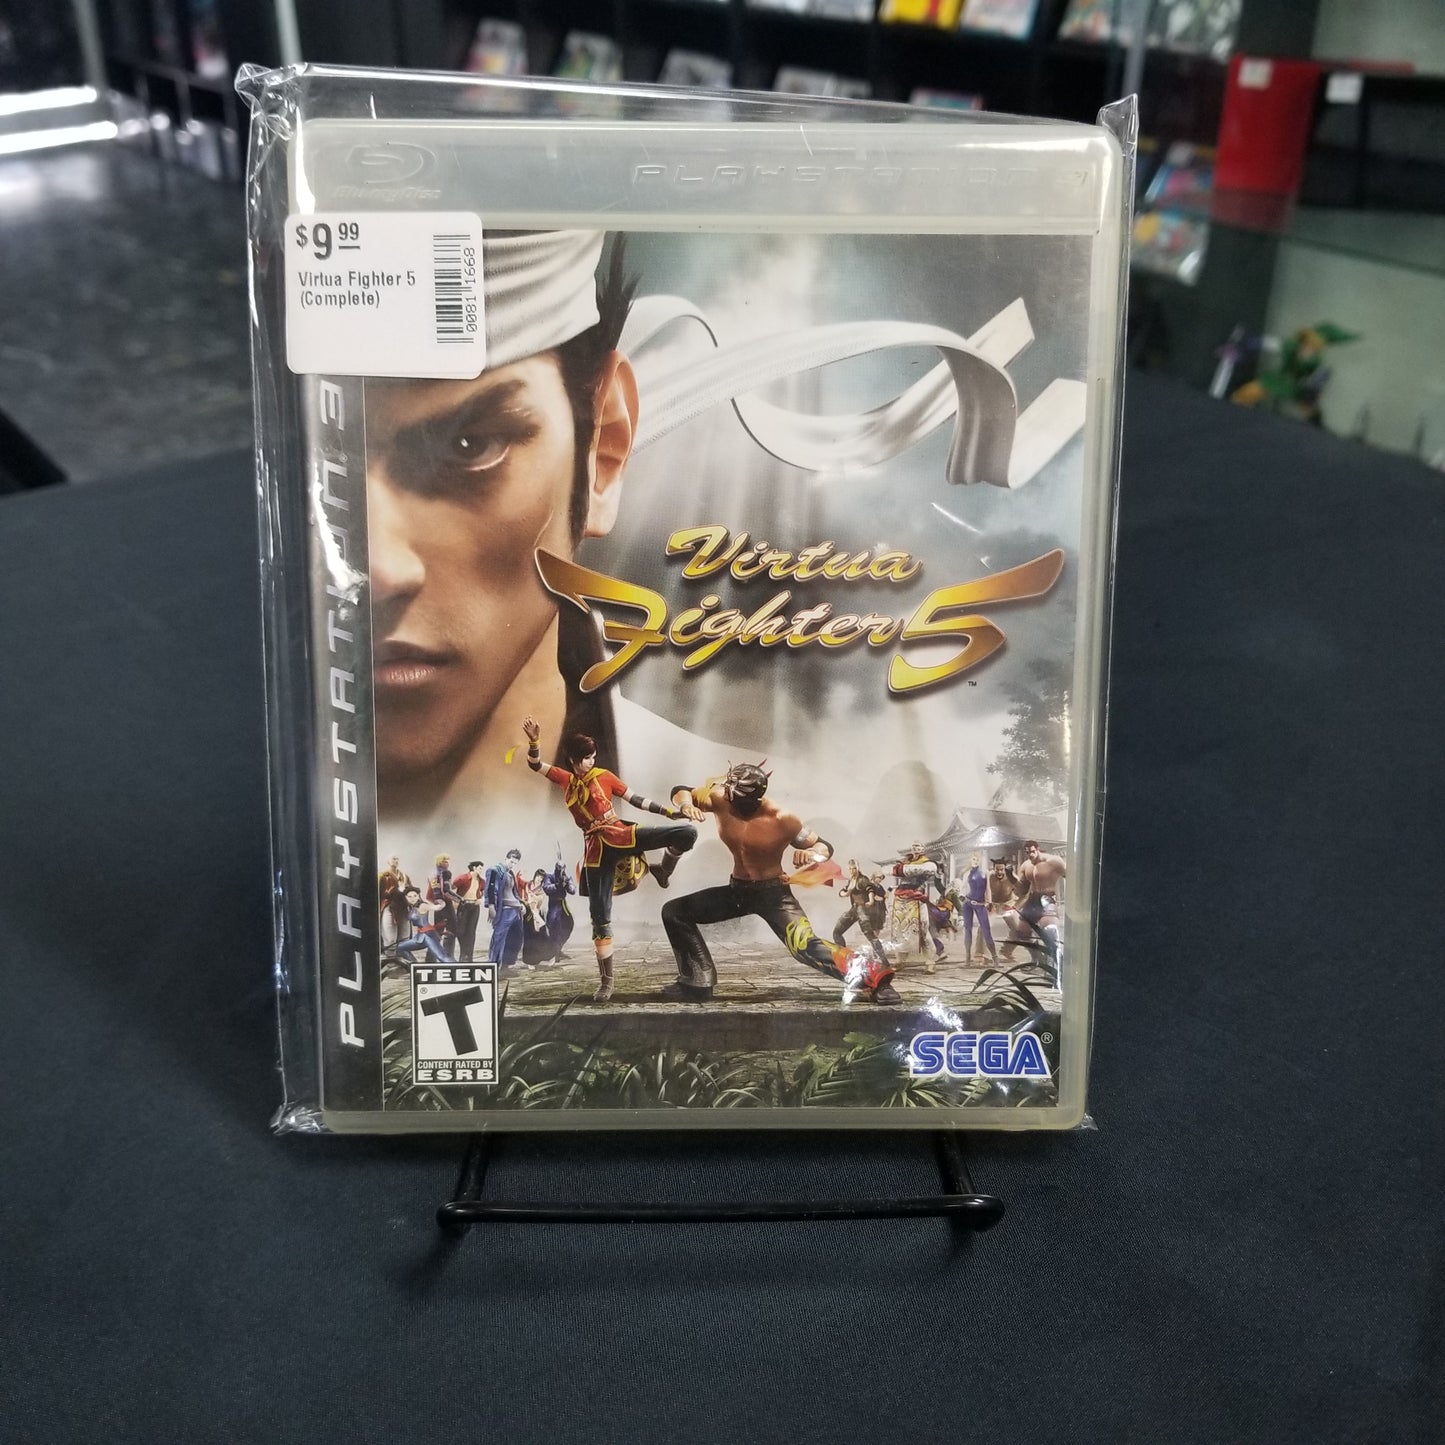 Blu-ray Disc
PLAYSTATION 3
$9.99
Virtua Fighter 5
(Complete)
00811668
PLAYSTATION 3
Virtua
Fighter 5
™
TEEN
®
T
CONTENT RATED BY
ESRB
SEGA®